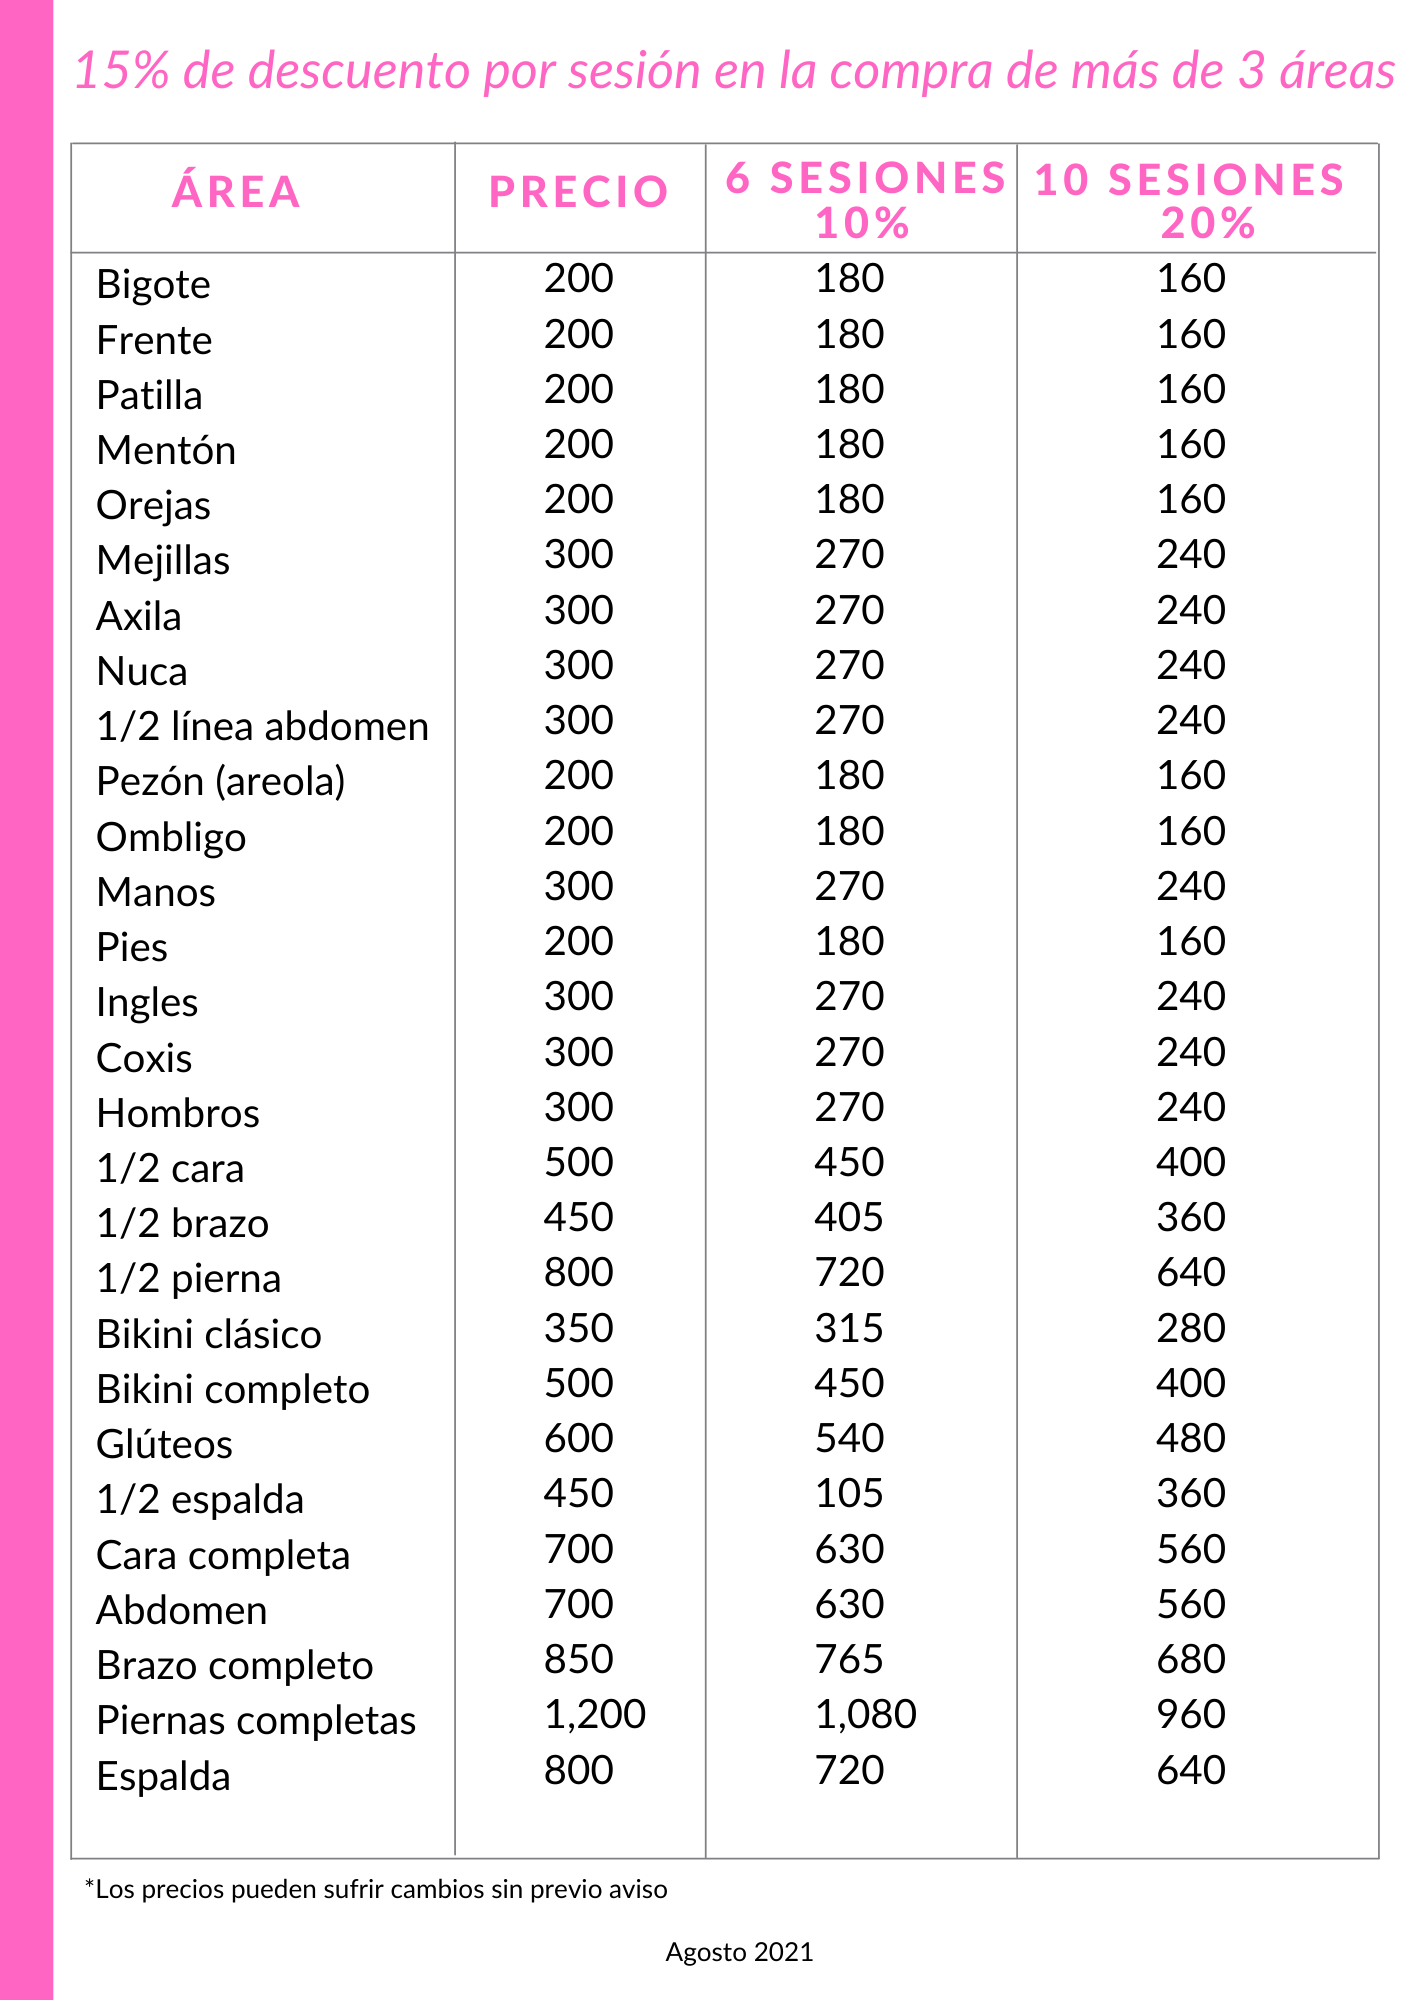 15% de descuento por sesión en la compra de más de 3 áreas
ÁREA PRECIO 6 SESIONES 10% 10 SESIONES 20%
Bigote 200 180 160
Frente 200 180 160
Patilla 200 180 160
Mentón 200 180 160
Orejas 200 180 160
Mejillas 300 270 240
Axila 300 270 240
Nuca 300 270 240
1/2 línea abdomen 300 270 240
Pezón (areola) 200 180 160
Ombligo 200 180 160
Manos 300 270 240
Pies 200 180 160
Ingles 300 270 240
Coxis 300 270 240
Hombros 300 270 240
1/2 cara 500 450 400
1/2 brazo 450 405 360
1/2 pierna 800 720 640
Bikini clásico 350 315 280
Bikini completo 500 450 400
Glúteos 600 540 480
1/2 espalda 450 105 360
Cara completa 700 630 560
Abdomen 700 630 560
Brazo completo 850 765 680
Piernas completas 1,200 1,080 960
Espalda 800 720 640
*Los precios pueden sufrir cambios sin previo aviso
Agosto 2021